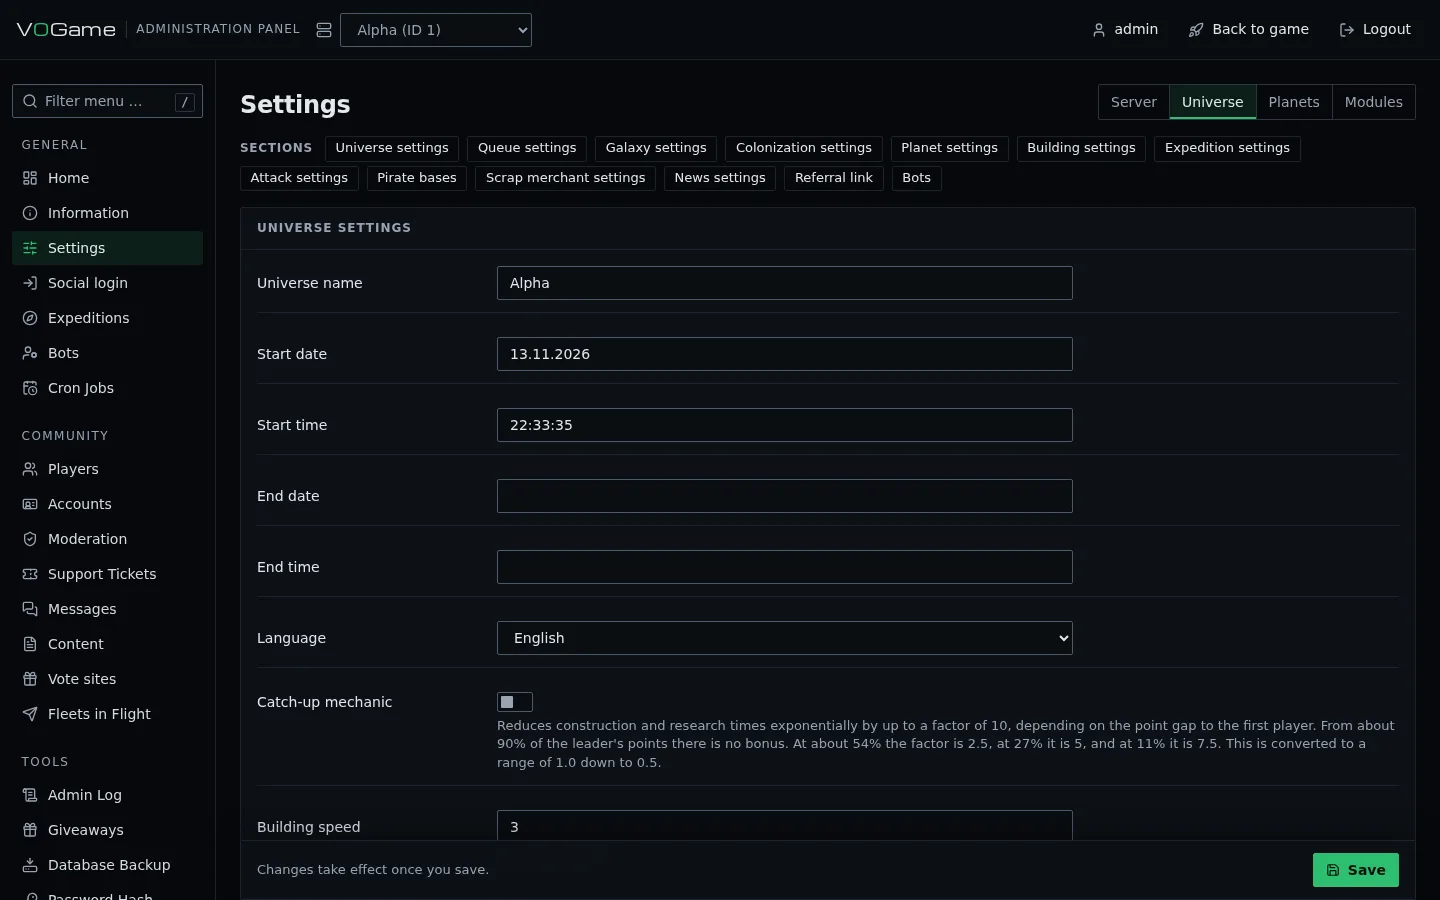 VOGame
ADMINISTRATION PANEL
Alpha (ID 1)
admin
Back to game
Logout
Filter menu ...
/
GENERAL
Home
Information
Settings
Social login
Expeditions
Bots
Cron Jobs
COMMUNITY
Players
Accounts
Moderation
Support Tickets
Messages
Content
Vote sites
Fleets in Flight
TOOLS
Admin Log
Giveaways
Database Backup
Password Hash
Settings
Server
Universe
Planets
Modules
SECTIONS
Universe settings
Queue settings
Galaxy settings
Colonization settings
Planet settings
Building settings
Expedition settings
Attack settings
Pirate bases
Scrap merchant settings
News settings
Referral link
Bots
UNIVERSE SETTINGS
Universe name
Alpha
Start date
13.11.2026
Start time
22:33:35
End date
End time
Language
English
Catch-up mechanic
Reduces construction and research times exponentially by up to a factor of 10, depending on the point gap to the first player. From about
90% of the leader's points there is no bonus. At about 54% the factor is 2.5, at 27% it is 5, and at 11% it is 7.5. This is converted to a
range of 1.0 down to 0.5.
Building speed
3
Changes take effect once you save.
Save